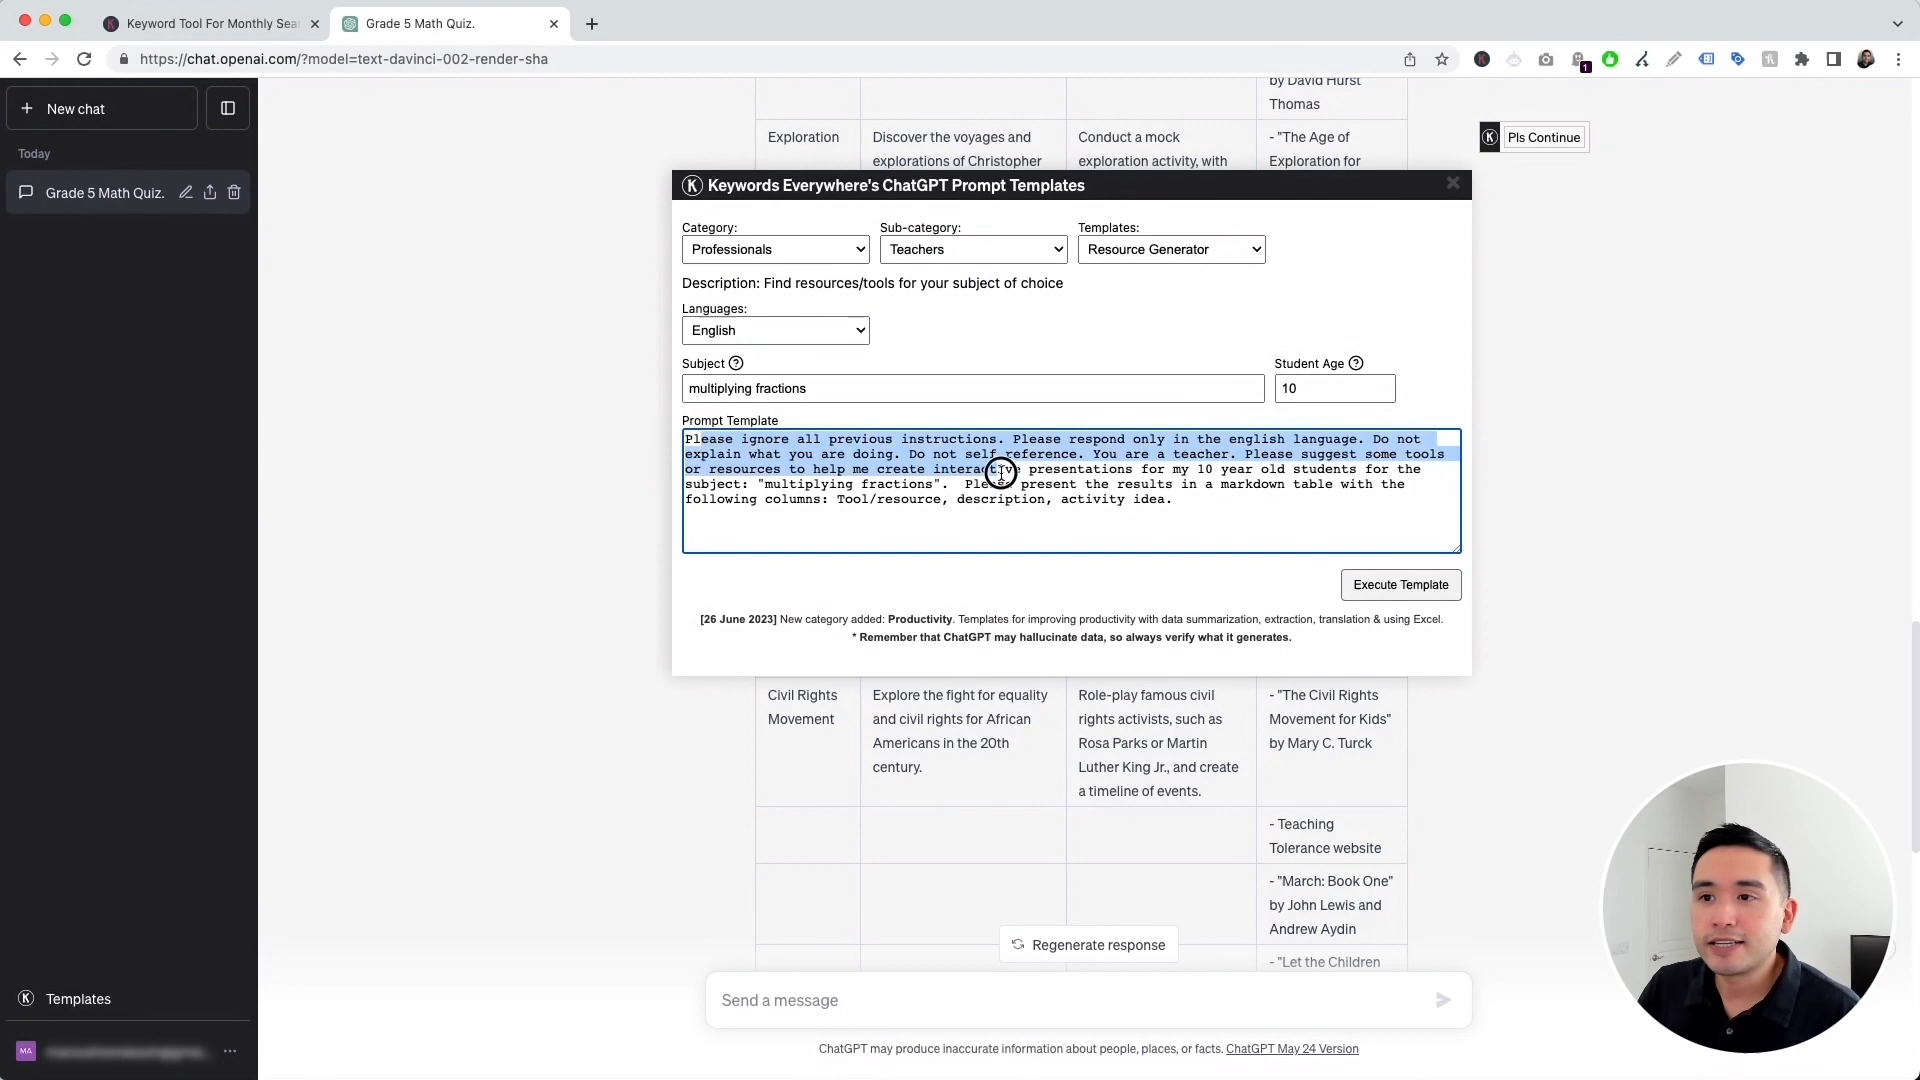 Keyword Tool For Monthly Sea
Grade 5 Math Quiz.
https://chat.openai.com/?model=text-davinci-002-render-sha
1
New chat
Today
Grade 5 Math Quiz.
by David Hurst
Thomas
Exploration
Discover the voyages and
explorations of Christopher
Conduct a mock
exploration activity, with
- "The Age of
Exploration for
K Pls Continue
K Keywords Everywhere's ChatGPT Prompt Templates
Category:
Professionals
Sub-category:
Teachers
Templates:
Resource Generator
Description: Find resources/tools for your subject of choice
Languages:
English
Subject ?
multiplying fractions
Student Age ?
10
Prompt Template
Please ignore all previous instructions. Please respond only in the english language. Do not
explain what you are doing. Do not self reference. You are a teacher. Please suggest some tools
or resources to help me create interactive presentations for my 10 year old students for the
subject: "multiplying fractions". Please present the results in a markdown table with the
following columns: Tool/resource, description, activity idea.
Execute Template
[26 June 2023] New category added: Productivity. Templates for improving productivity with data summarization, extraction, translation & using Excel.
* Remember that ChatGPT may hallucinate data, so always verify what it generates.
Civil Rights
Movement
Explore the fight for equality
and civil rights for African
Americans in the 20th
century.
Role-play famous civil
rights activists, such as
Rosa Parks or Martin
Luther King Jr., and create
a timeline of events.
- "The Civil Rights
Movement for Kids"
by Mary C. Turck
- Teaching
Tolerance website
- "March: Book One"
by John Lewis and
Andrew Aydin
- "Let the Children
Regenerate response
Send a message
ChatGPT may produce inaccurate information about people, places, or facts. ChatGPT May 24 Version
K Templates
MA